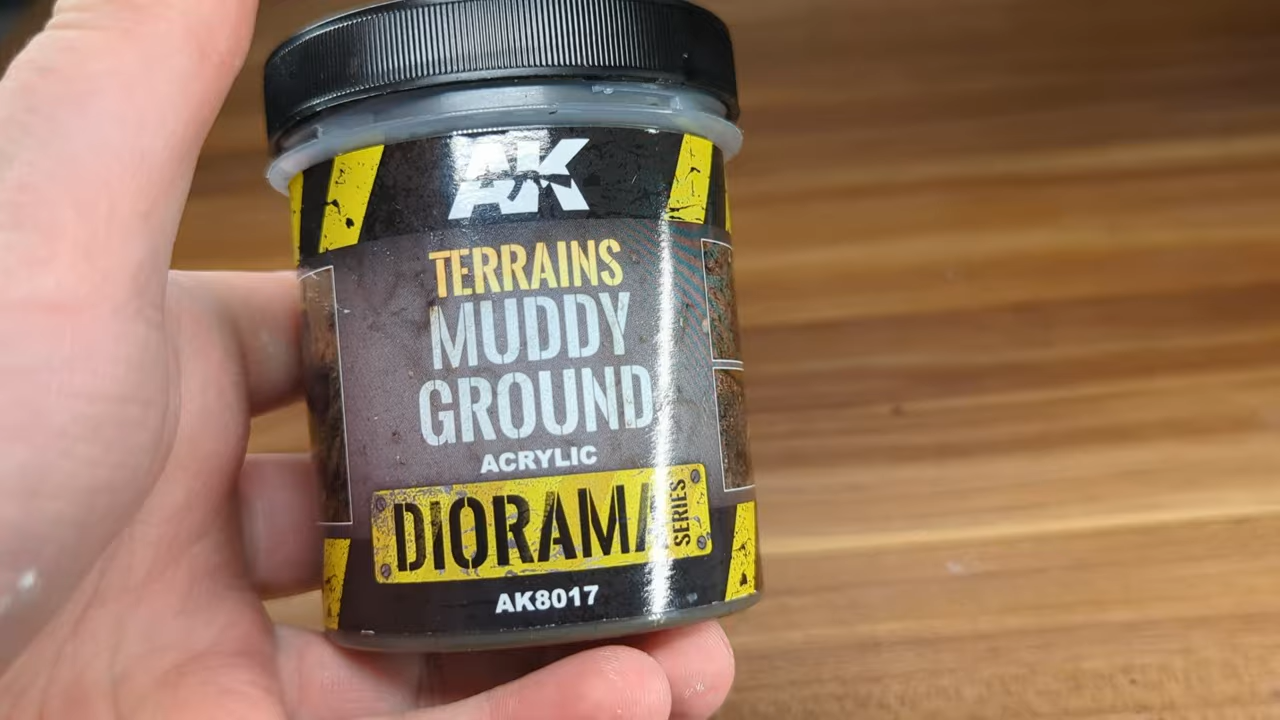 AK
TERRAINS
MUDDY
GROUND
ACRYLIC
DIORAMA
SERIES
AK8017